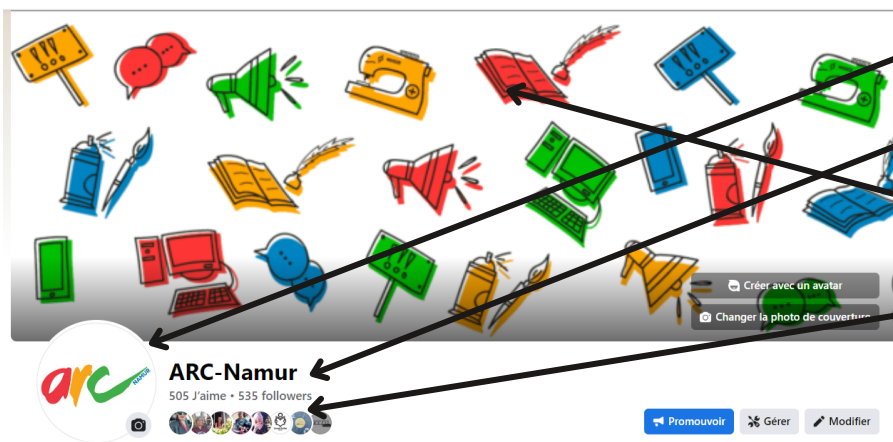 Créer avec un avatar
Changer la photo de couverture
arc NAMUR
ARC-Namur
505 J'aime • 535 followers
Promouvoir
Gérer
Modifier